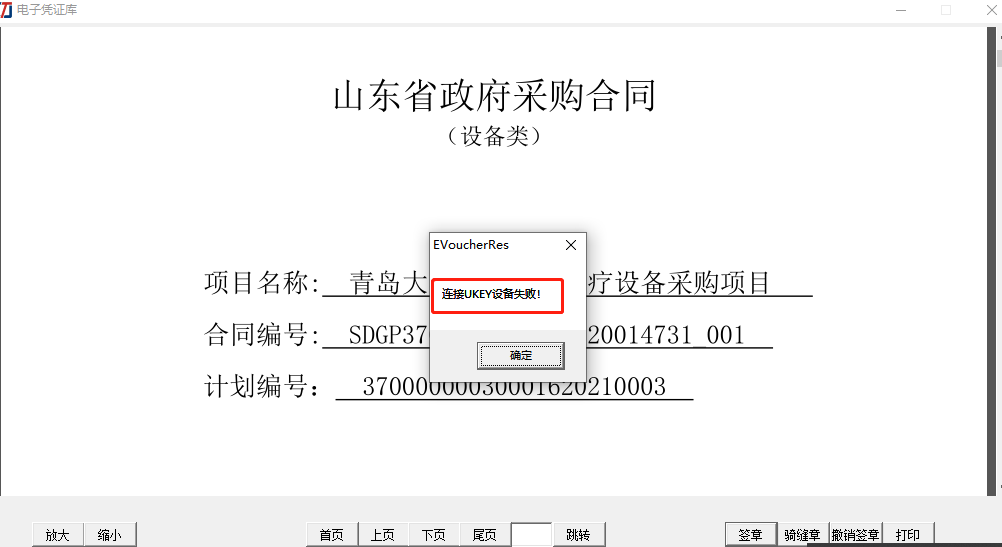 电子凭证库
山东省政府采购合同
（设备类）
EVoucherRes
连接UKEY设备失败！
确定
项目名称： 青岛大 疗设备采购项目
合同编号： SDGP37 20014731_001
计划编号： 37000000030001620210003
放大 缩小 首页 上页 下页 尾页 跳转 签章 骑缝章 撤销签章 打印